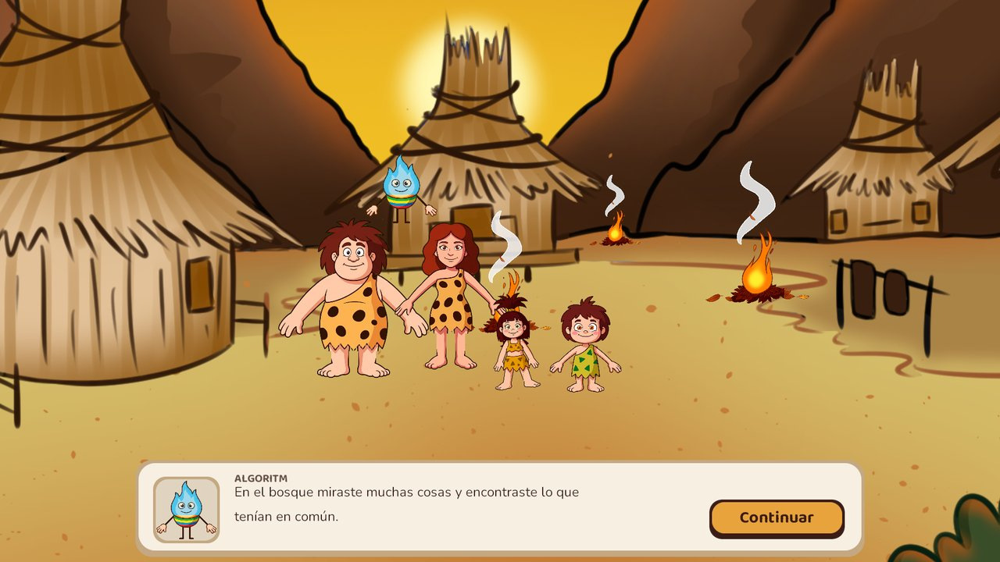 ALGORITM
En el bosque miraste muchas cosas y encontraste lo que
tenían en común.
Continuar